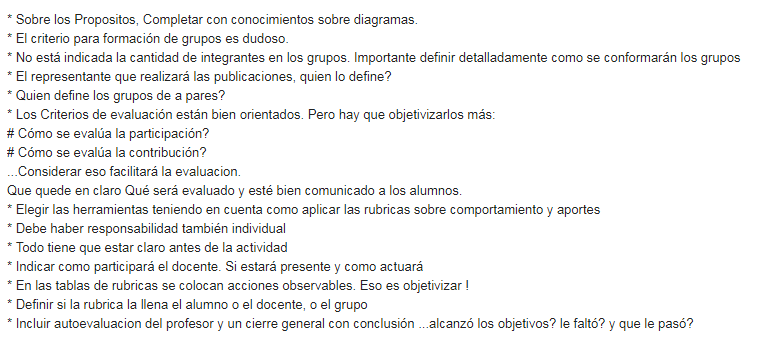 * Sobre los Propositos, Completar con conocimientos sobre diagramas.
* El criterio para formación de grupos es dudoso.
* No está indicada la cantidad de integrantes en los grupos. Importante definir detalladamente como se conformarán los grupos
* El representante que realizará las publicaciones, quien lo define?
* Quien define los grupos de a pares?
* Los Criterios de evaluación están bien orientados. Pero hay que objetivizarlos más:
# Cómo se evalúa la participación?
# Cómo se evalúa la contribución?
...Considerar eso facilitará la evaluacion.
Que quede en claro Qué será evaluado y esté bien comunicado a los alumnos.
* Elegir las herramientas teniendo en cuenta como aplicar las rubricas sobre comportamiento y aportes
* Debe haber responsabilidad también individual
* Todo tiene que estar claro antes de la actividad
* Indicar como participará el docente. Si estará presente y como actuará
* En las tablas de rubricas se colocan acciones observables. Eso es objetivizar !
* Definir si la rubrica la llena el alumno o el docente, o el grupo
* Incluir autoevaluacion del profesor y un cierre general con conclusión ...alcanzó los objetivos? le faltó? y que le pasó?